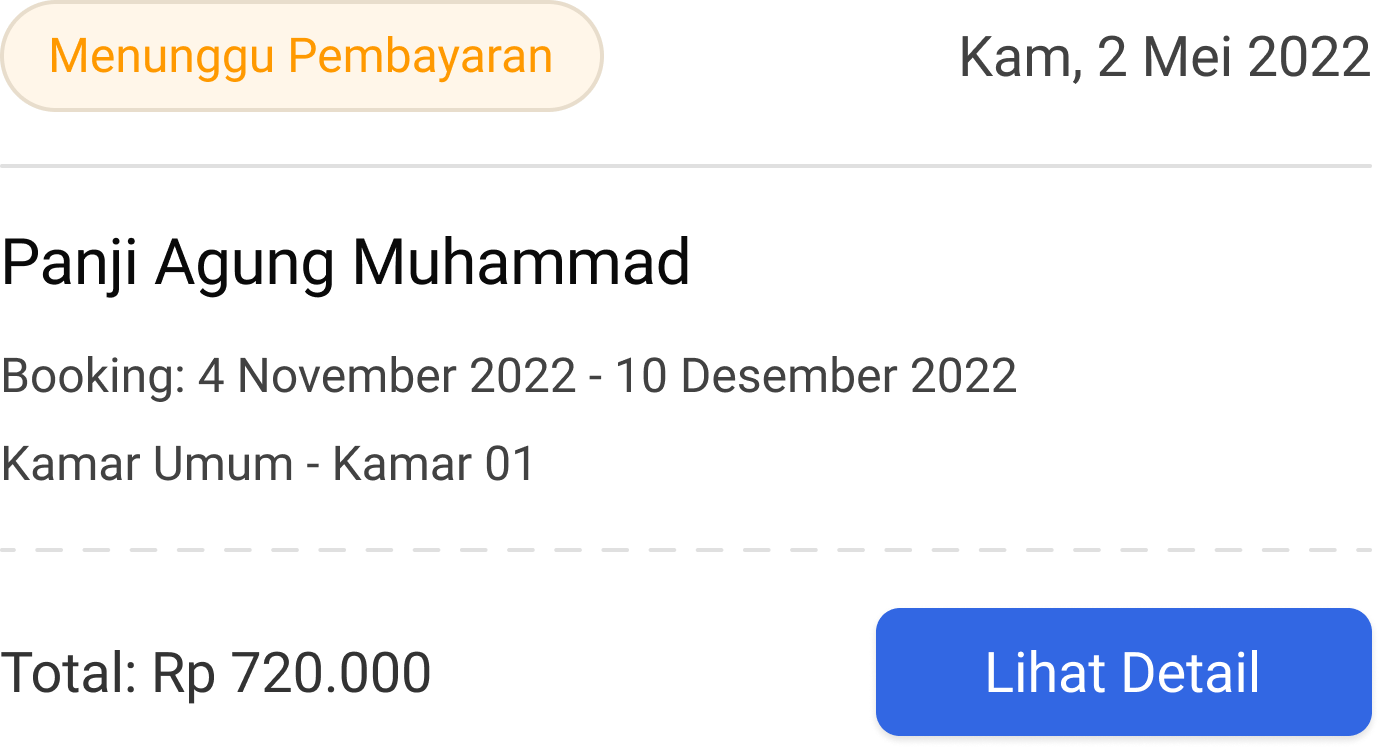 Menunggu Pembayaran
Kam, 2 Mei 2022
Panji Agung Muhammad
Booking: 4 November 2022 - 10 Desember 2022
Kamar Umum - Kamar 01
Total: Rp 720.000
Lihat Detail